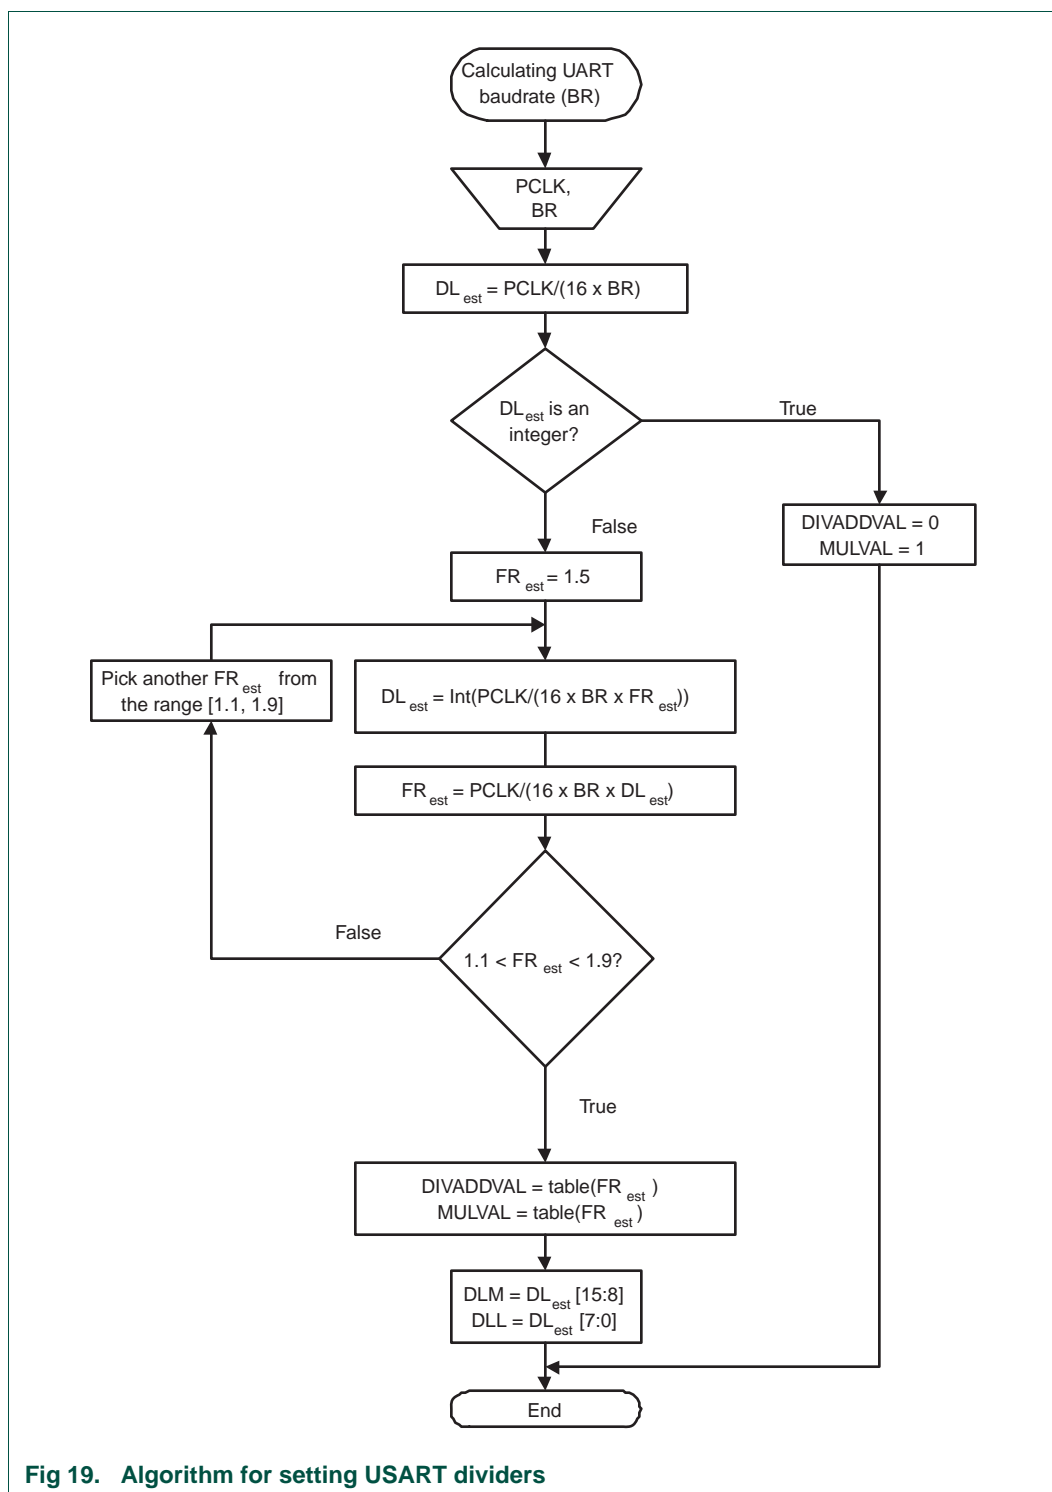 Calculating UART
baudrate (BR)
PCLK,
BR
DL est = PCLK/(16 x BR)
DL est is an
integer?
True
False
DIVADDVAL = 0
MULVAL = 1
FR est = 1.5
Pick another FR est from
the range [1.1, 1.9]
DL est = Int(PCLK/(16 x BR x FR est))
FR est = PCLK/(16 x BR x DL est)
False
1.1 < FR est < 1.9?
True
DIVADDVAL = table(FR est )
MULVAL = table(FR est )
DLM = DL est [15:8]
DLL = DL est [7:0]
End
Fig 19. Algorithm for setting USART dividers